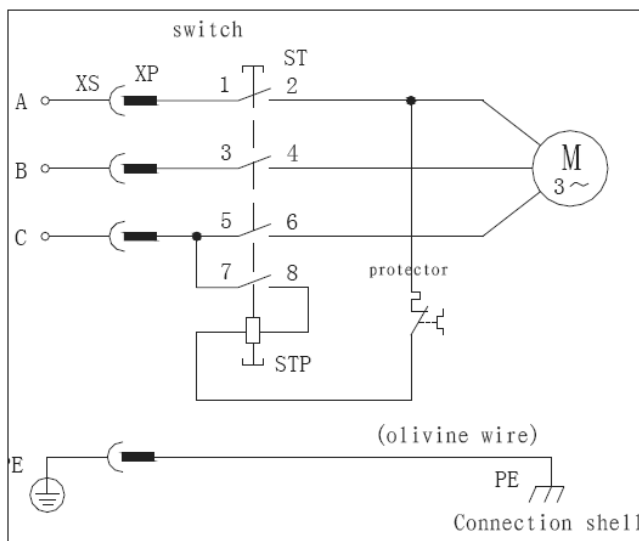 switch
XS XP 1 ST 2
A
M
3~
B 3 4
C 5 6
7 8
protector
STP
(olivine wire)
PE PE
Connection shell